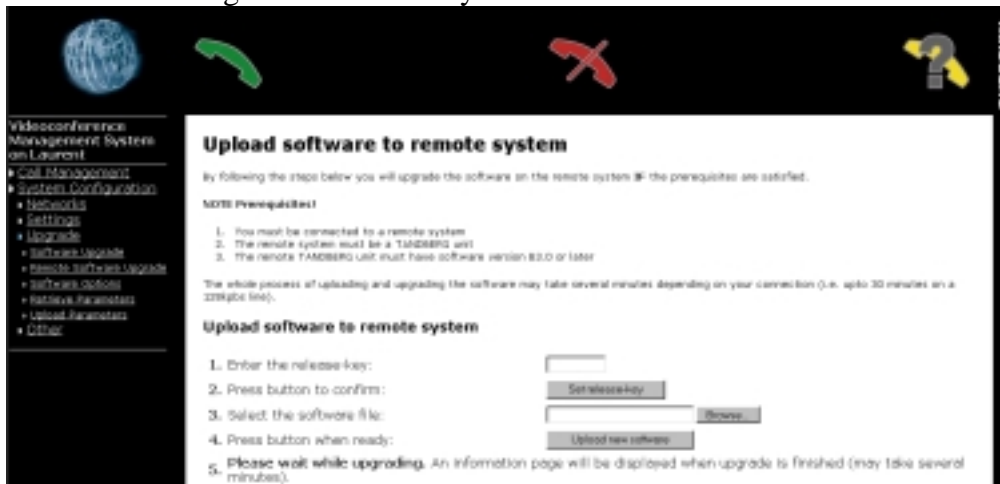 Videoconference
Management System
on Laurent
Call Management
System Configuration
Networks
Settings
Upgrade
Software Upgrade
Remote Software Upgrade
Software Options
Retrieve Parameters
Upload Parameters
Other
Upload software to remote system
By following the steps below you will upgrade the software on the remote system IF the prerequisites are satisfied.
NOTE Prerequisites!
1. You must be connected to a remote system
2. The remote system must be a TANDBERG unit
3. The remote TANDBERG unit must have software version B3.0 or later
The whole process of uploading and upgrading the software may take several minutes depending on your connection (i.e. upto 30 minutes on a
128kpbs line).
Upload software to remote system
1. Enter the release-key:
2. Press button to confirm:
Set release-key
3. Select the software file:
Browse...
4. Press button when ready:
Upload new software
5. Please wait while upgrading. An information page will be displayed when upgrade is finished (may take several
minutes).